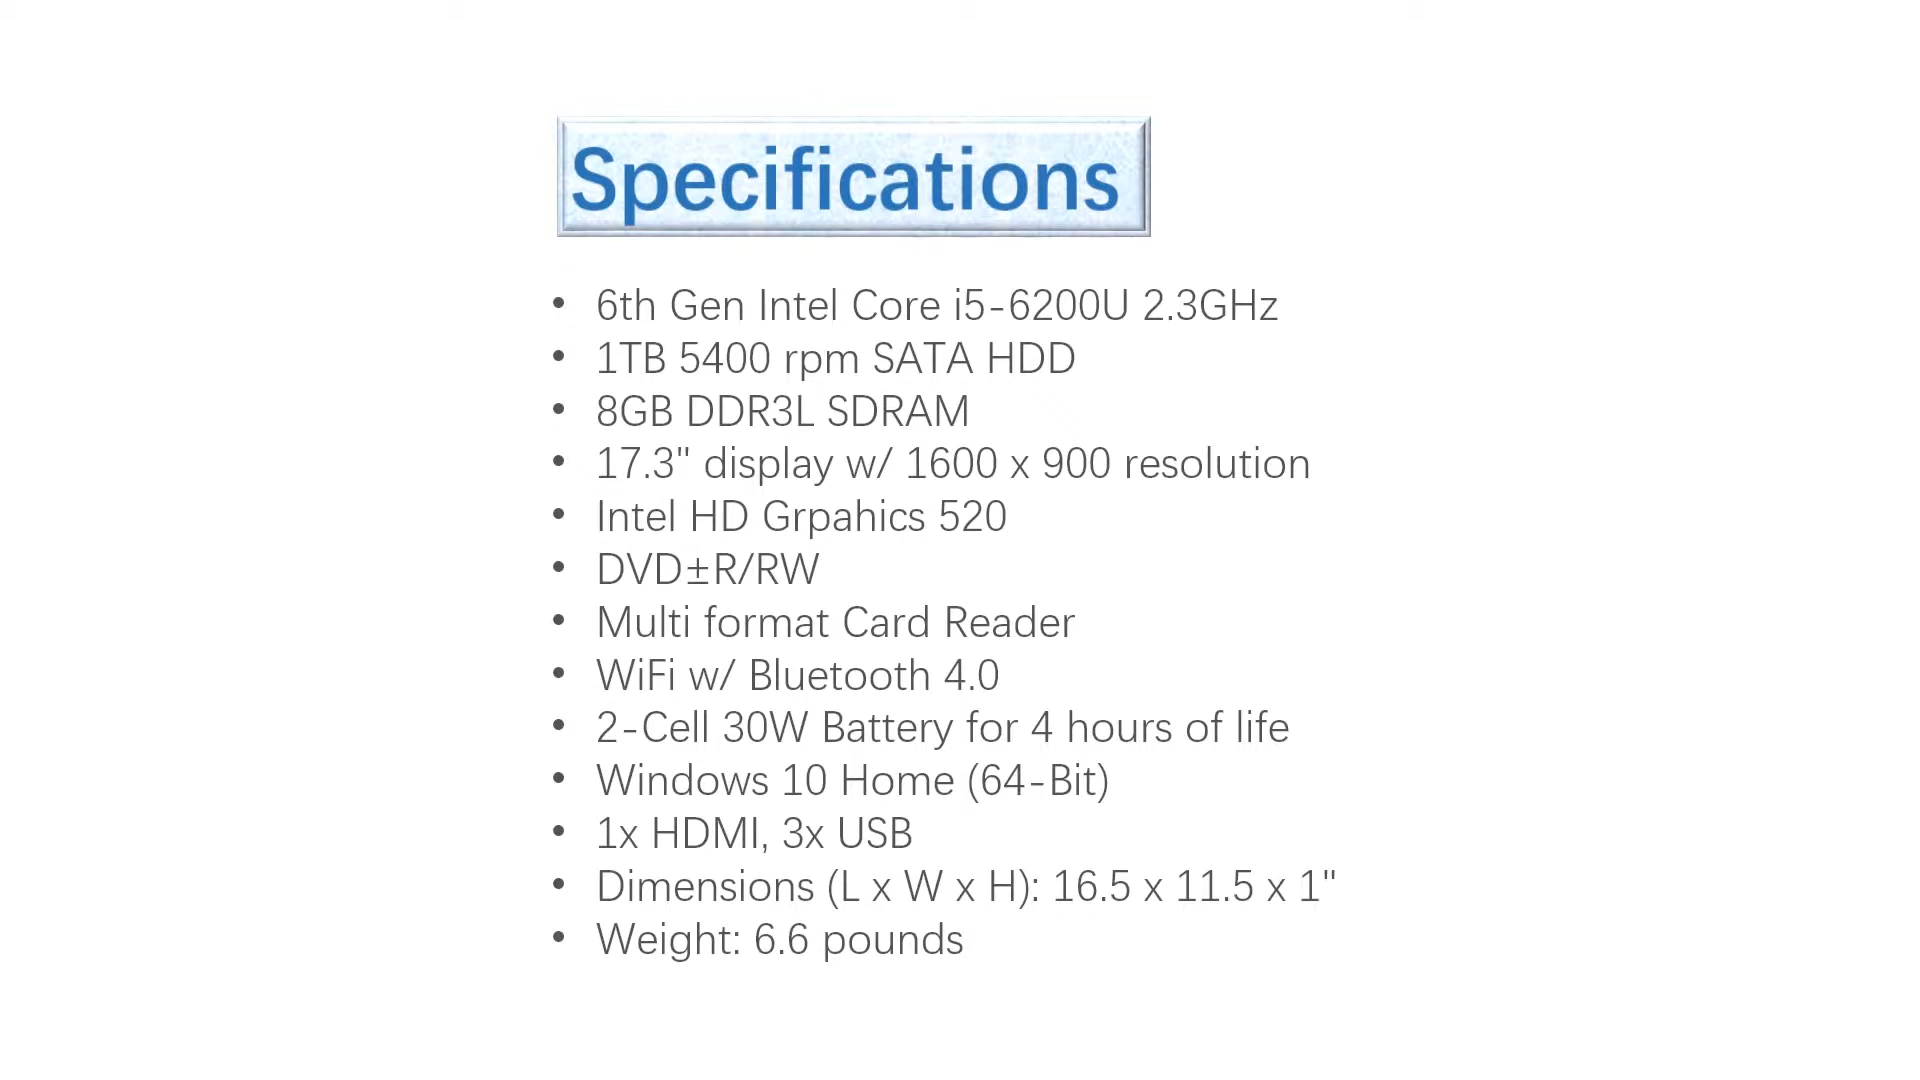 Specifications
• 6th Gen Intel Core i5-6200U 2.3GHz
• 1TB 5400 rpm SATA HDD
• 8GB DDR3L SDRAM
• 17.3" display w/ 1600 x 900 resolution
• Intel HD Grpahics 520
• DVD±R/RW
• Multi format Card Reader
• WiFi w/ Bluetooth 4.0
• 2-Cell 30W Battery for 4 hours of life
• Windows 10 Home (64-Bit)
• 1x HDMI, 3x USB
• Dimensions (L x W x H): 16.5 x 11.5 x 1"
• Weight: 6.6 pounds